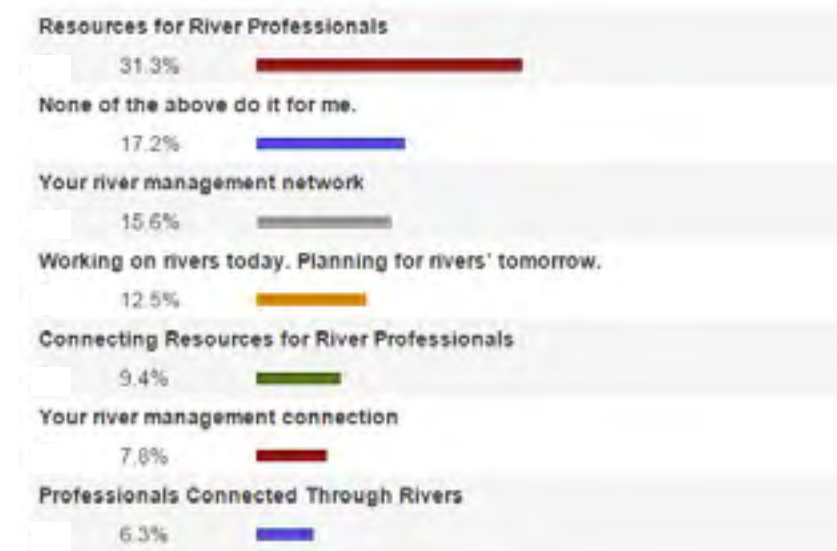 Resources for River Professionals
31.3%
None of the above do it for me.
17.2%
Your river management network
15.6%
Working on rivers today. Planning for rivers' tomorrow.
12.5%
Connecting Resources for River Professionals
9.4%
Your river management connection
7.8%
Professionals Connected Through Rivers
6.3%